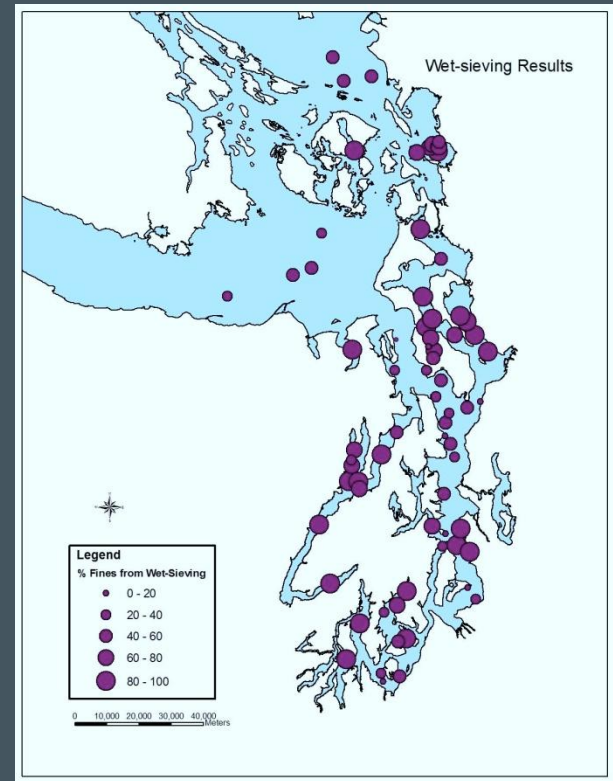 Wet-sieving Results
Legend
% Fines from Wet-Sieving
0 - 20
20 - 40
40 - 60
60 - 80
80 - 100
0 10,000 20,000 30,000 40,000
Meters